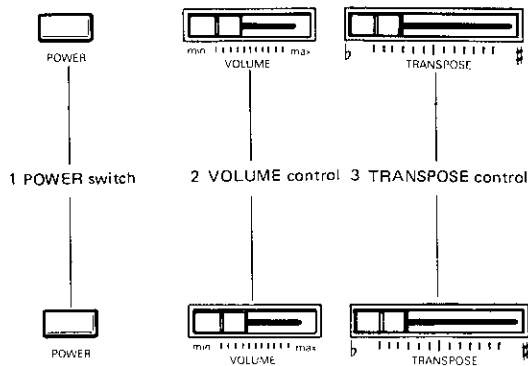 POWER
min max
VOLUME
♭ ♯
TRANSPOSE
1 POWER switch 2 VOLUME control 3 TRANSPOSE control
POWER
min max
VOLUME
♭ ♯
TRANSPOSE